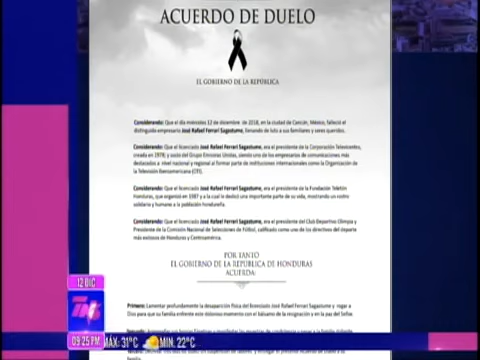 ACUERDO DE DUELO
EL GOBIERNO DE LA REPÚBLICA
Considerando: Que el día miércoles 12 de diciembre de 2018, en la ciudad de Cancún, México, falleció el
distinguido empresario José Rafael Ferrari Sagastume, llenando de luto a sus familiares y seres queridos.
Considerando: Que el licenciado José Rafael Ferrari Sagastume, era el presidente de la Corporación Televicentro,
creada en 1978; y socio del Grupo Emisoras Unidas, siendo uno de los empresarios de comunicaciones más
destacados a nivel nacional y regional al formar parte de instituciones internacionales como la Organización de
la Televisión Iberoamericana (OTI).
Considerando: Que el licenciado José Rafael Ferrari Sagastume, era el presidente de la Fundación Teletón
Honduras, que organizó en 1987 y a la cual le dedicó una importante parte de su vida, mostrando un rostro
solidario y humano a la población hondureña.
Considerando: Que el licenciado José Rafael Ferrari Sagastume, era el presidente del Club Deportivo Olimpia y
Presidente de la Comisión Nacional de Selecciones de Fútbol, calificado como uno de los directivos del deporte
más exitosos de Honduras y Centroamérica.
POR TANTO
EL GOBIERNO DE LA REPÚBLICA DE HONDURAS
ACUERDA:
Primero: Lamentar profundamente la desaparición física del licenciado José Rafael Ferrari Sagastume y rogar a
Dios para que su familia enfrente este doloroso momento con el bálsamo de la resignación y en la paz del Señor.
12 DIC
09:25 PM
MÁX: 31°C
MIN. 22°C